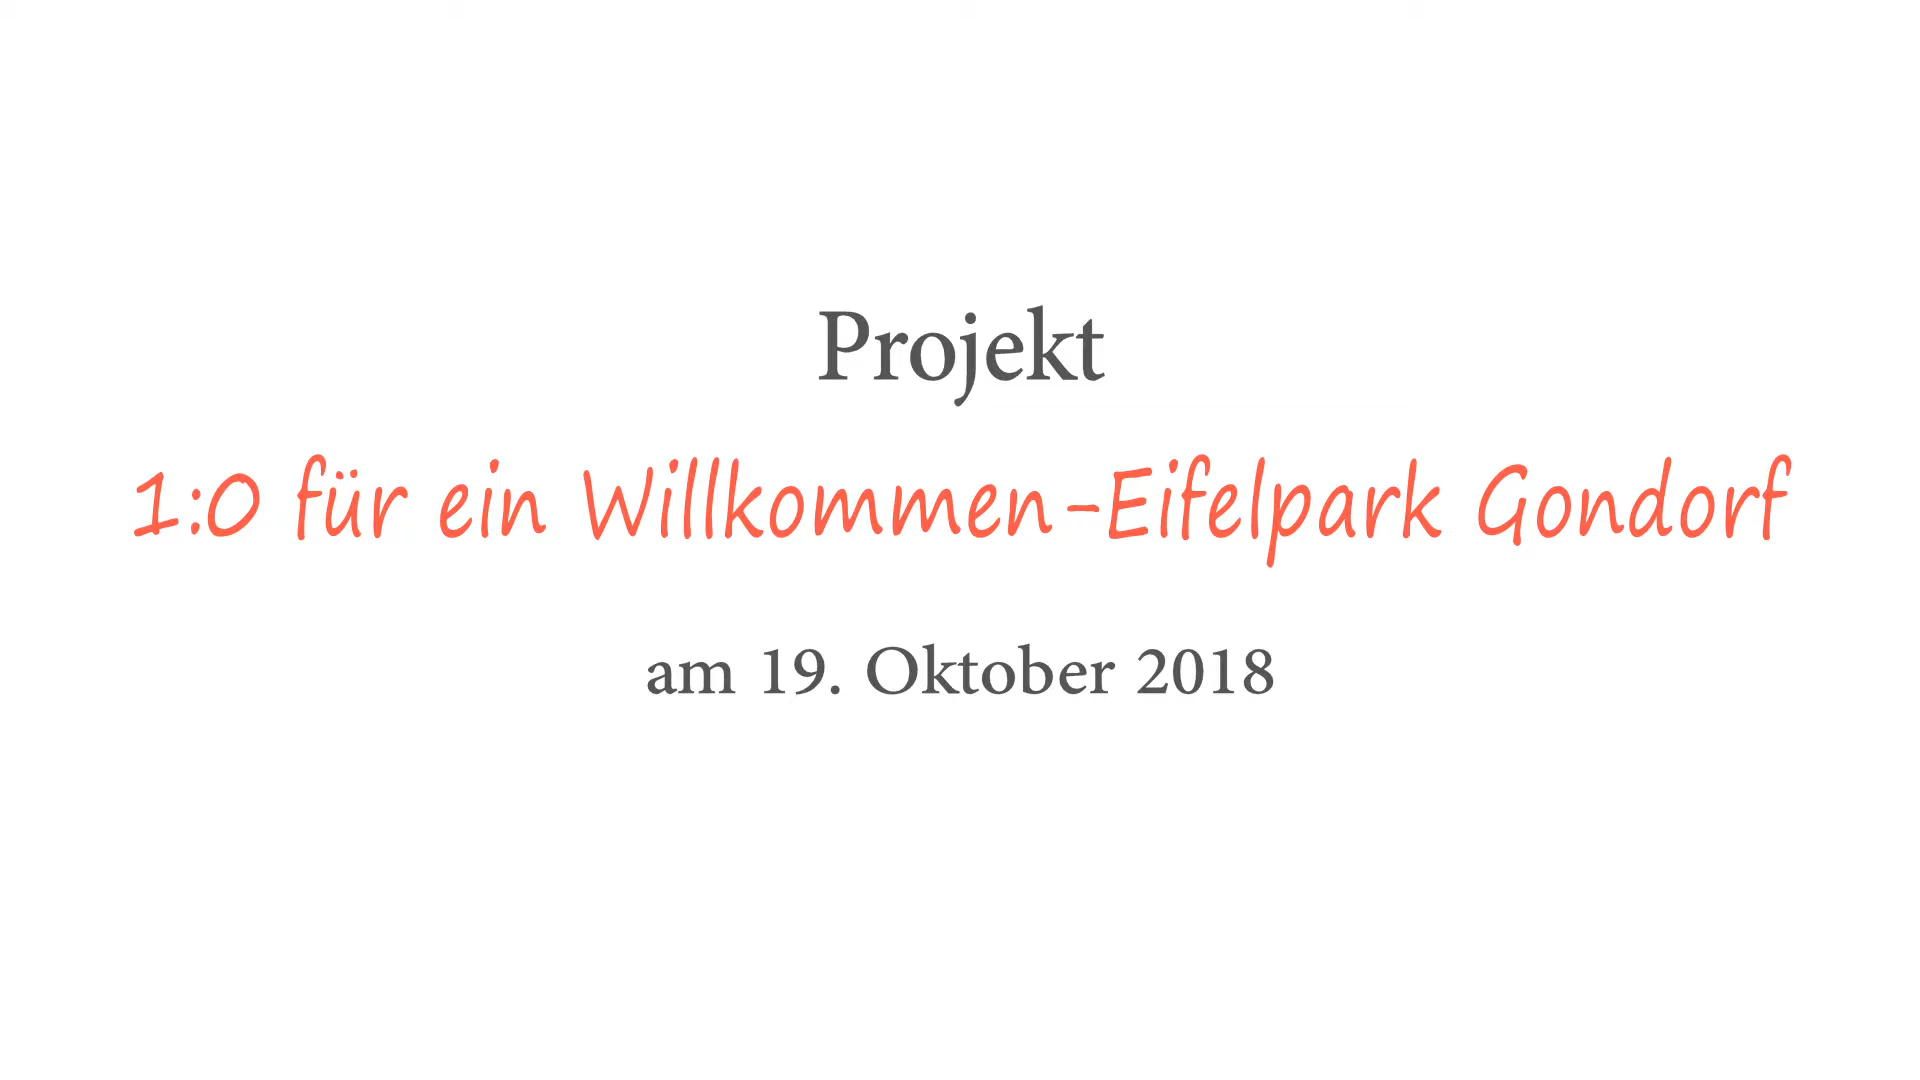 Projekt
1:0 für ein Willkommen-Eifelpark Gondorf
am 19. Oktober 2018